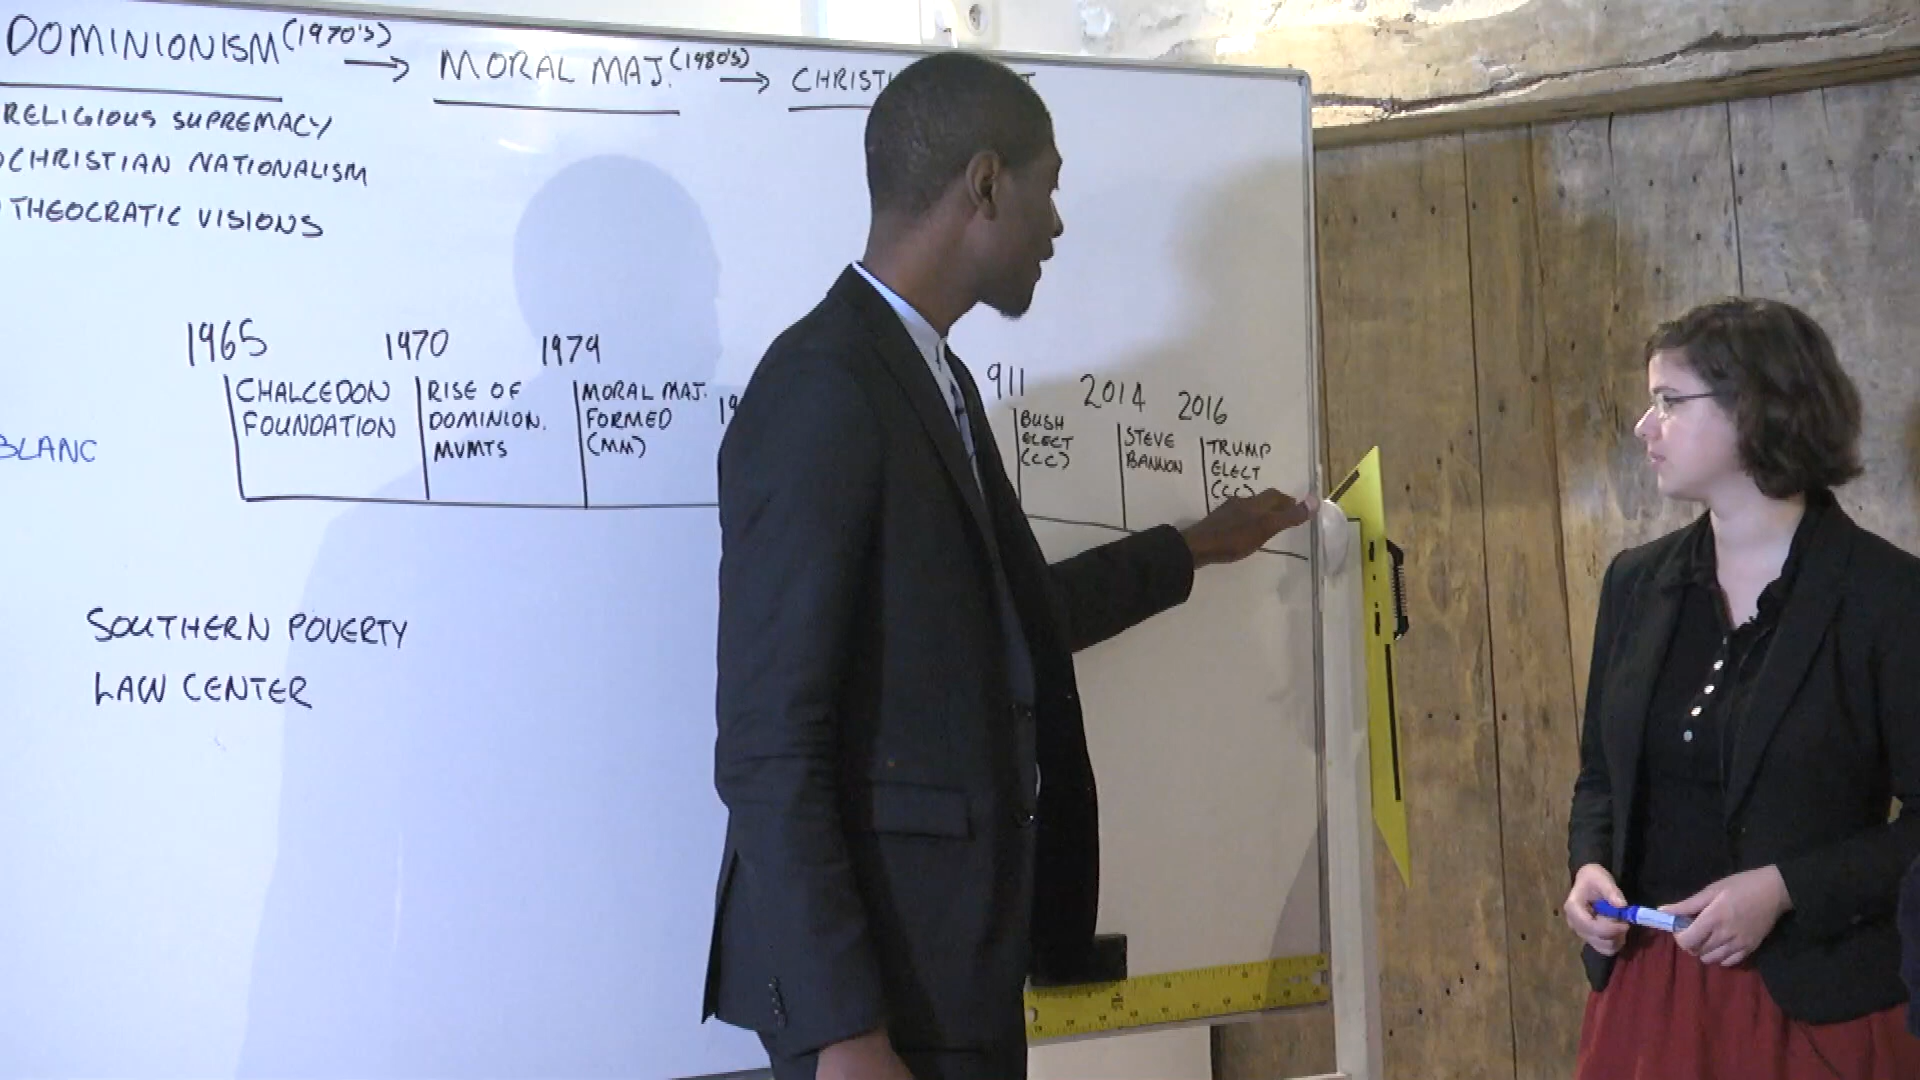 DOMINIONISM (1970'S) → MORAL MAJ. (1980'S) → CHRISTI
RELIGIOUS SUPREMACY
CHRISTIAN NATIONALISM
THEOCRATIC VISIONS
1965 1970 1979 911 2014 2016
CHALCEDON FOUNDATION
RISE OF DOMINION. MVMTS
MORAL MAJ. FORMED (MM)
19
BUSH ELECT (CC)
STEVE BANNON
TRUMP ELECT (CC)
BLANC
SOUTHERN POVERTY
LAW CENTER